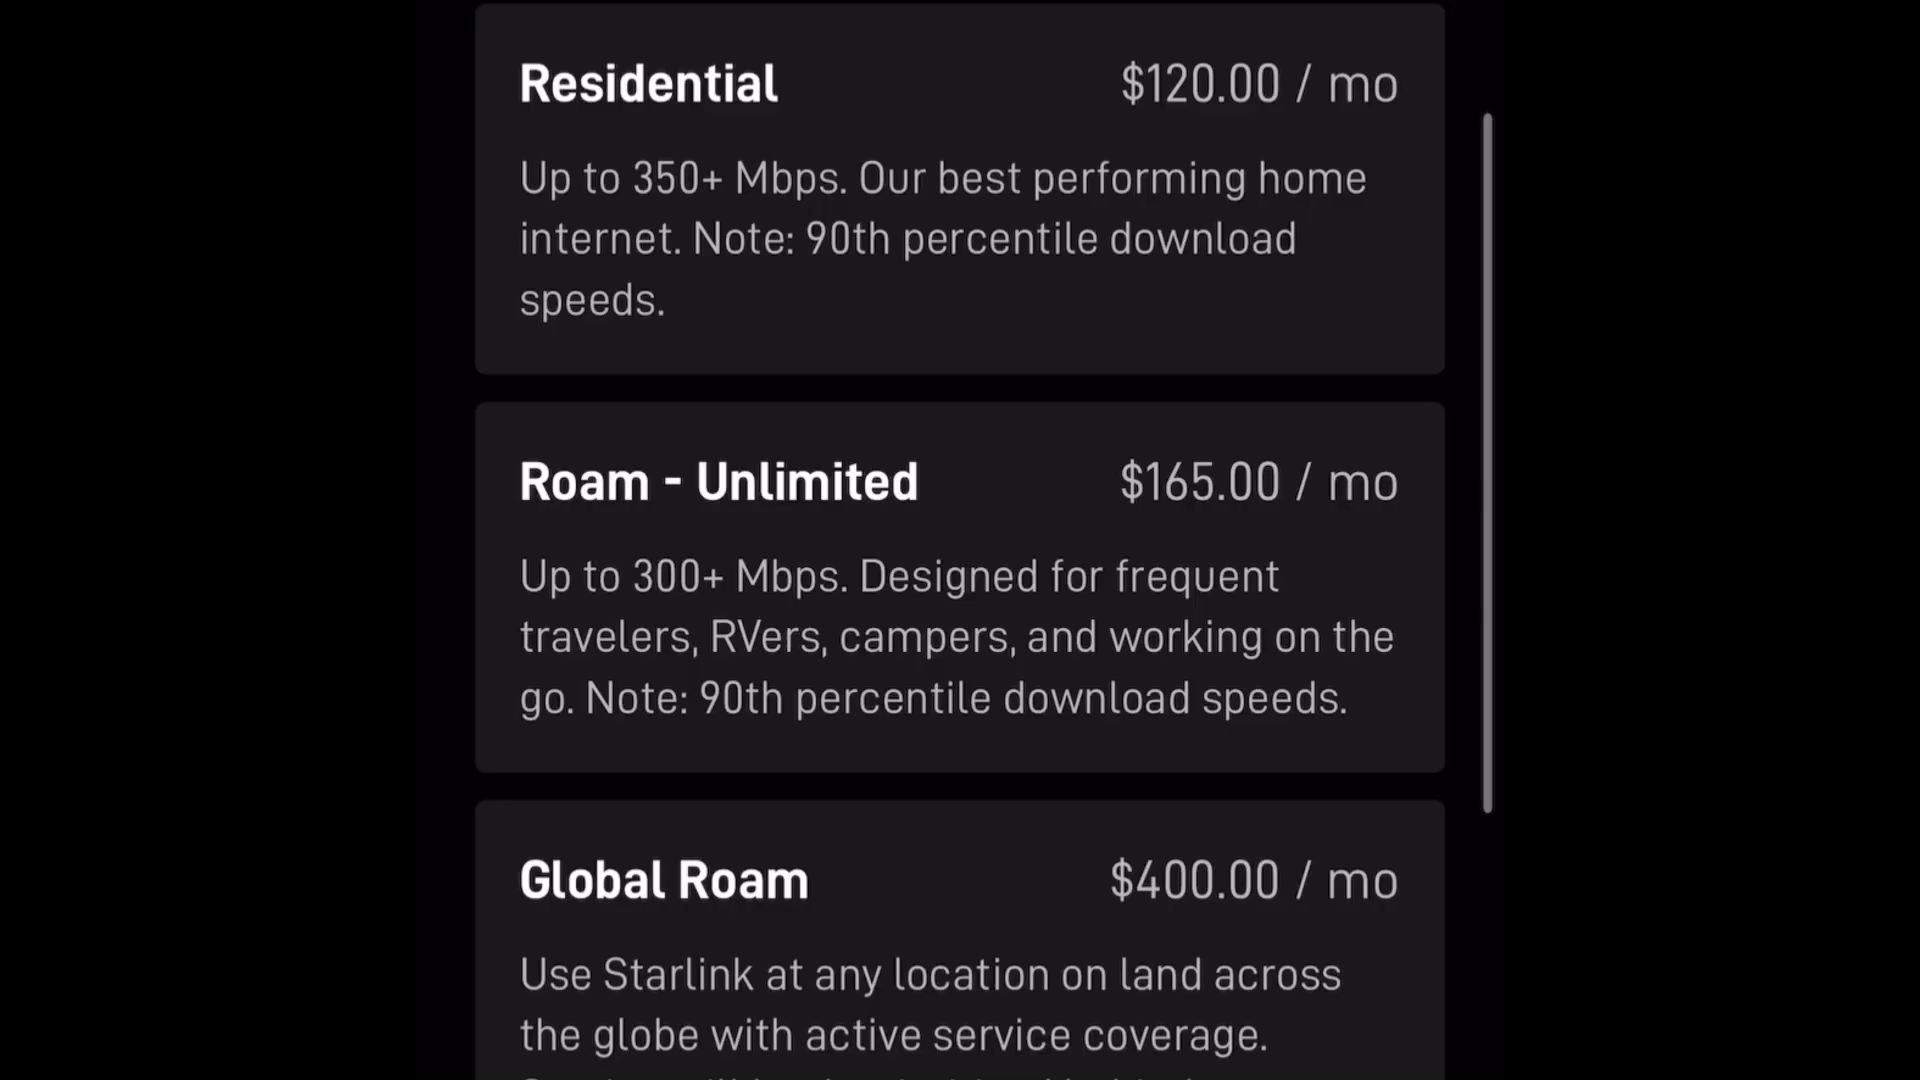 Residential $120.00 / mo
Up to 350+ Mbps. Our best performing home
internet. Note: 90th percentile download
speeds.
Roam - Unlimited $165.00 / mo
Up to 300+ Mbps. Designed for frequent
travelers, RVers, campers, and working on the
go. Note: 90th percentile download speeds.
Global Roam $400.00 / mo
Use Starlink at any location on land across
the globe with active service coverage.